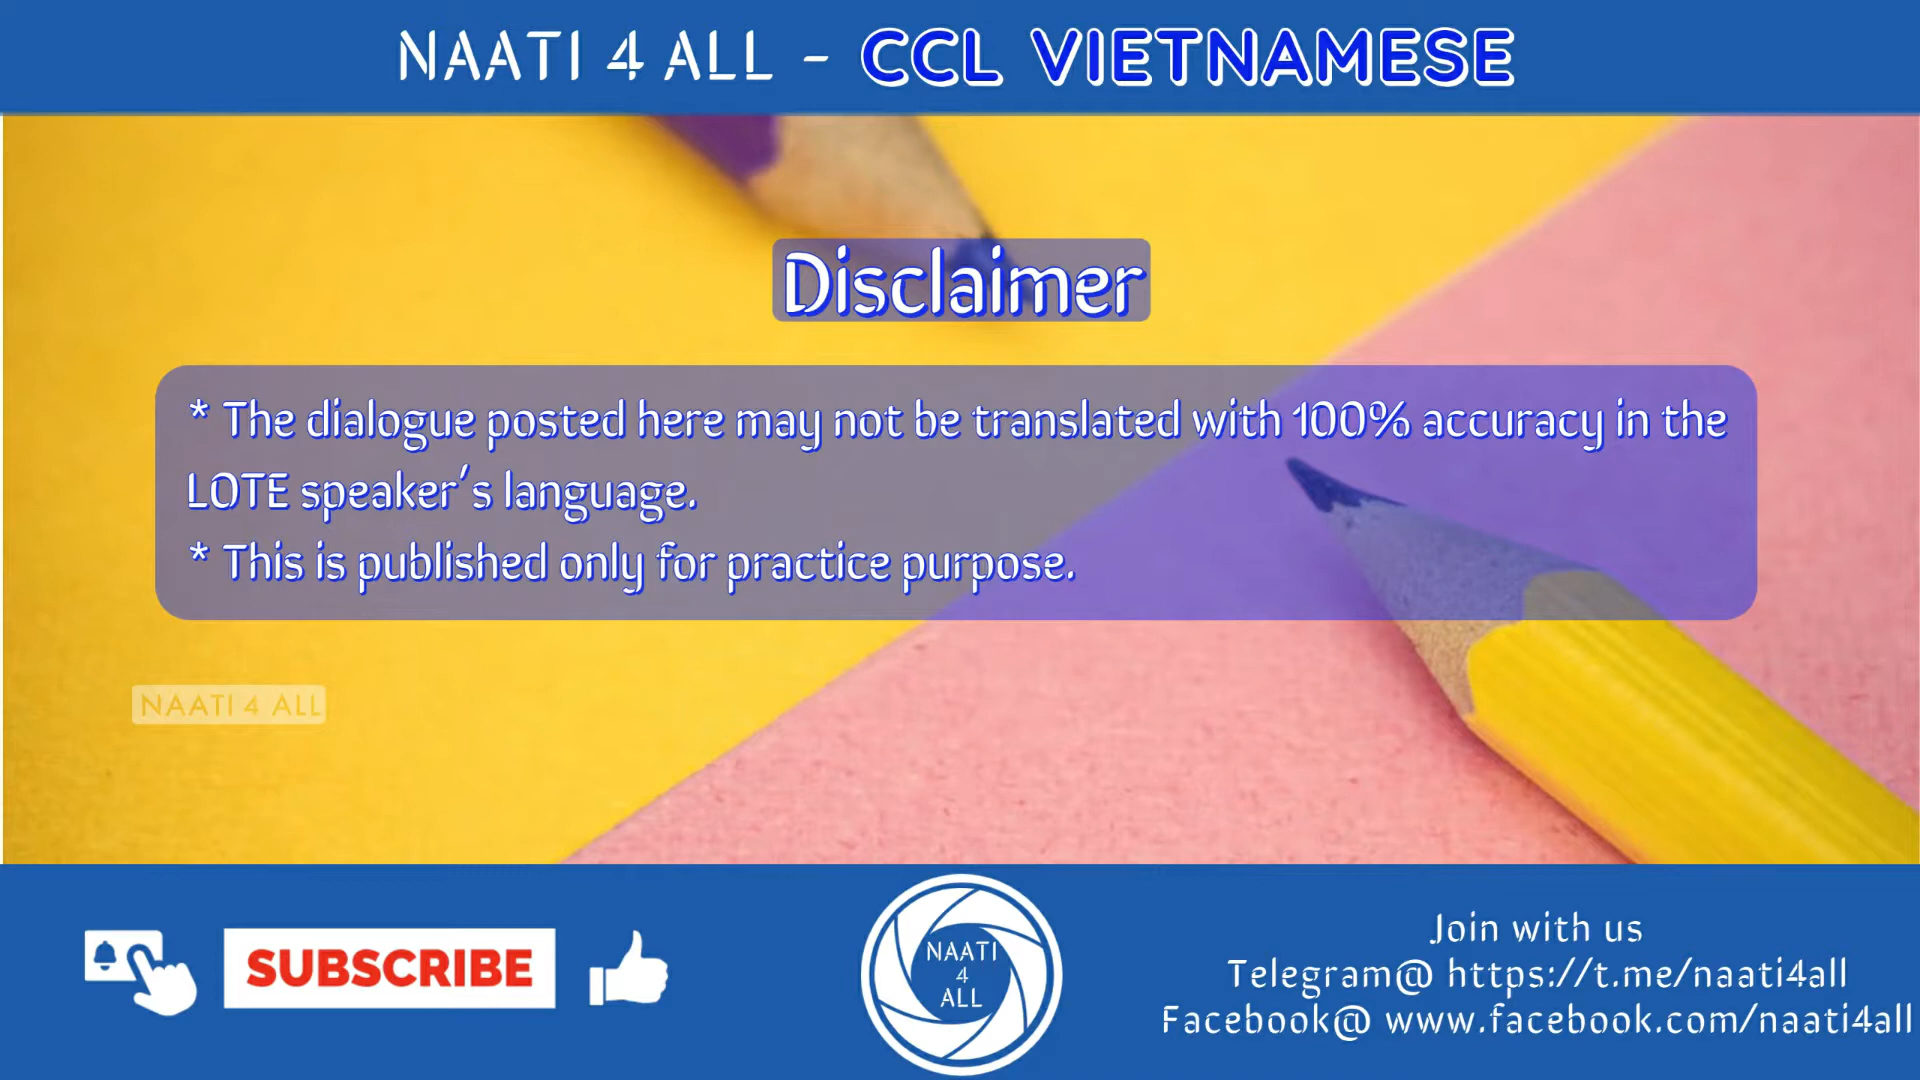 NAATI 4 ALL - CCL VIETNAMESE
Disclaimer
* The dialogue posted here may not be translated with 100% accuracy in the
LOTE speaker's language.
* This is published only for practice purpose.
NAATI 4 ALL
SUBSCRIBE
NAATI
4
ALL
Join with us
Telegram@ https://t.me/naati4all
Facebook@ www.facebook.com/naati4all